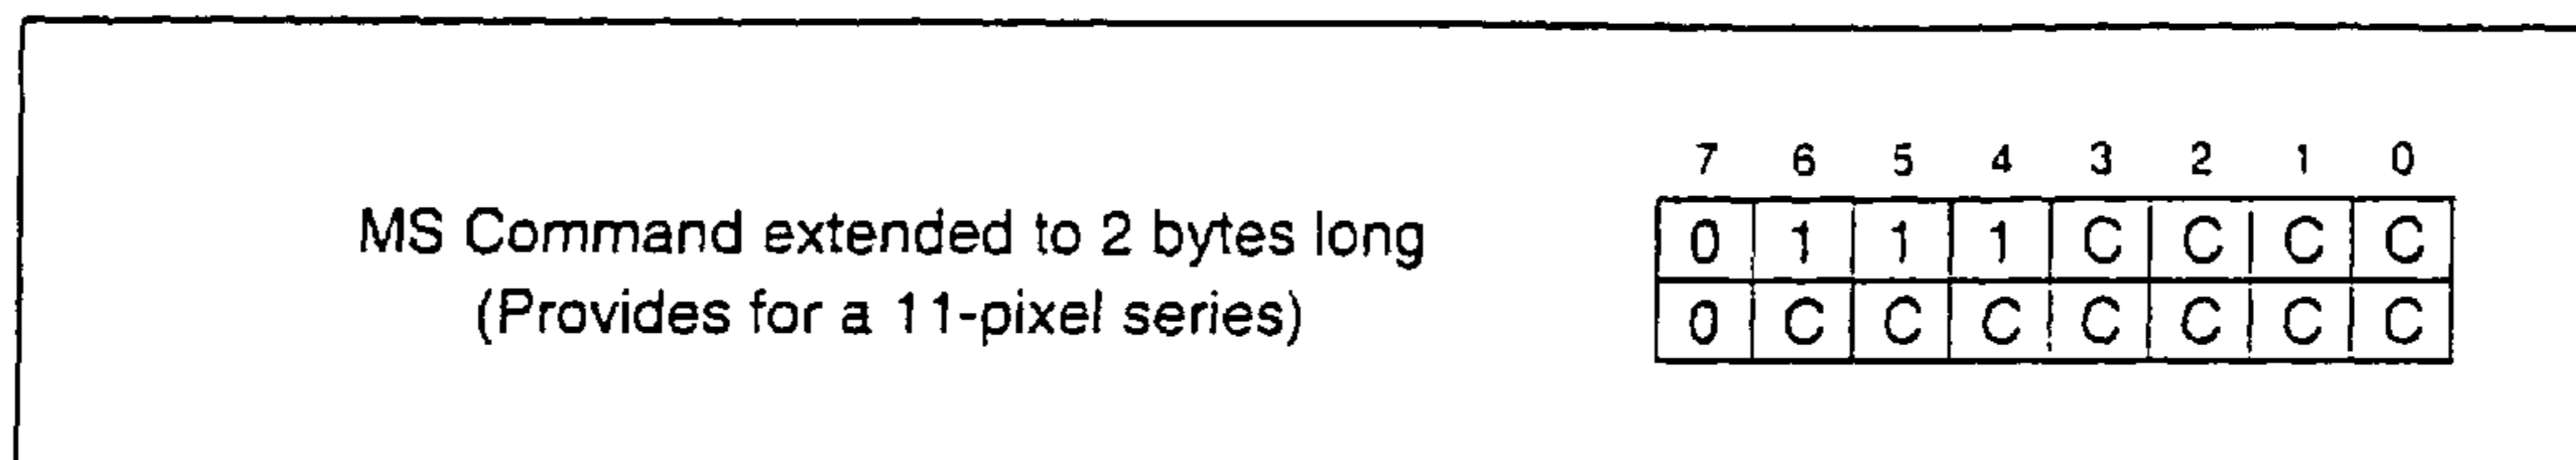 7 6 5 4 3 2 1 0
MS Command extended to 2 bytes long 0 1 1 1 C C C C
(Provides for a 11-pixel series) 0 C C C C C C C